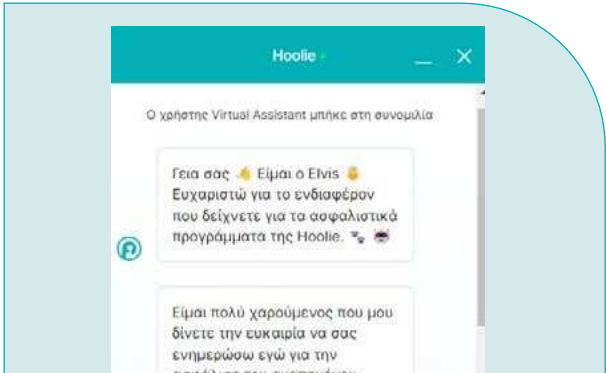 Hoolie
Ο χρήστης Virtual Assistant μπήκε στη συνομιλία
Γεια σας 👋 Είμαι ο Elvis
Ευχαριστώ για το ενδιαφέρον
που δείχνετε για τα ασφαλιστικά
προγράμματα της Hoolie. 🐾
Είμαι πολύ χαρούμενος που μου
δίνετε την ευκαιρία να σας
ενημερώσω εγώ για την